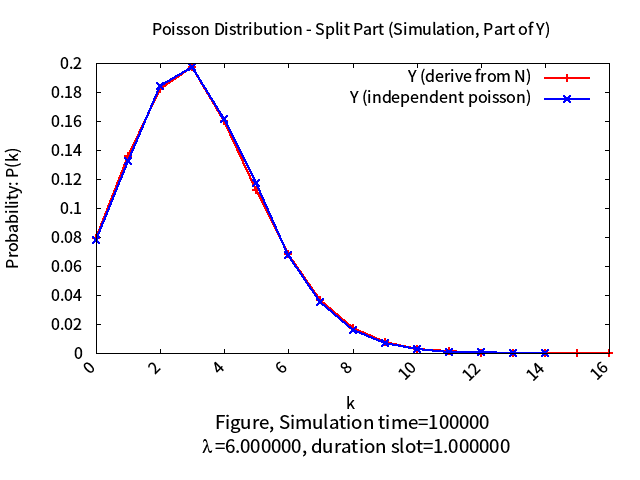 Poisson Distribution - Split Part (Simulation, Part of Y)
Y (derive from N)
Y (independent poisson)
Probability: P(k)
0.2
0.18
0.16
0.14
0.12
0.1
0.08
0.06
0.04
0.02
0
0 2 4 6 8 10 12 14 16
k
Figure, Simulation time=100000
λ=6.000000, duration slot=1.000000